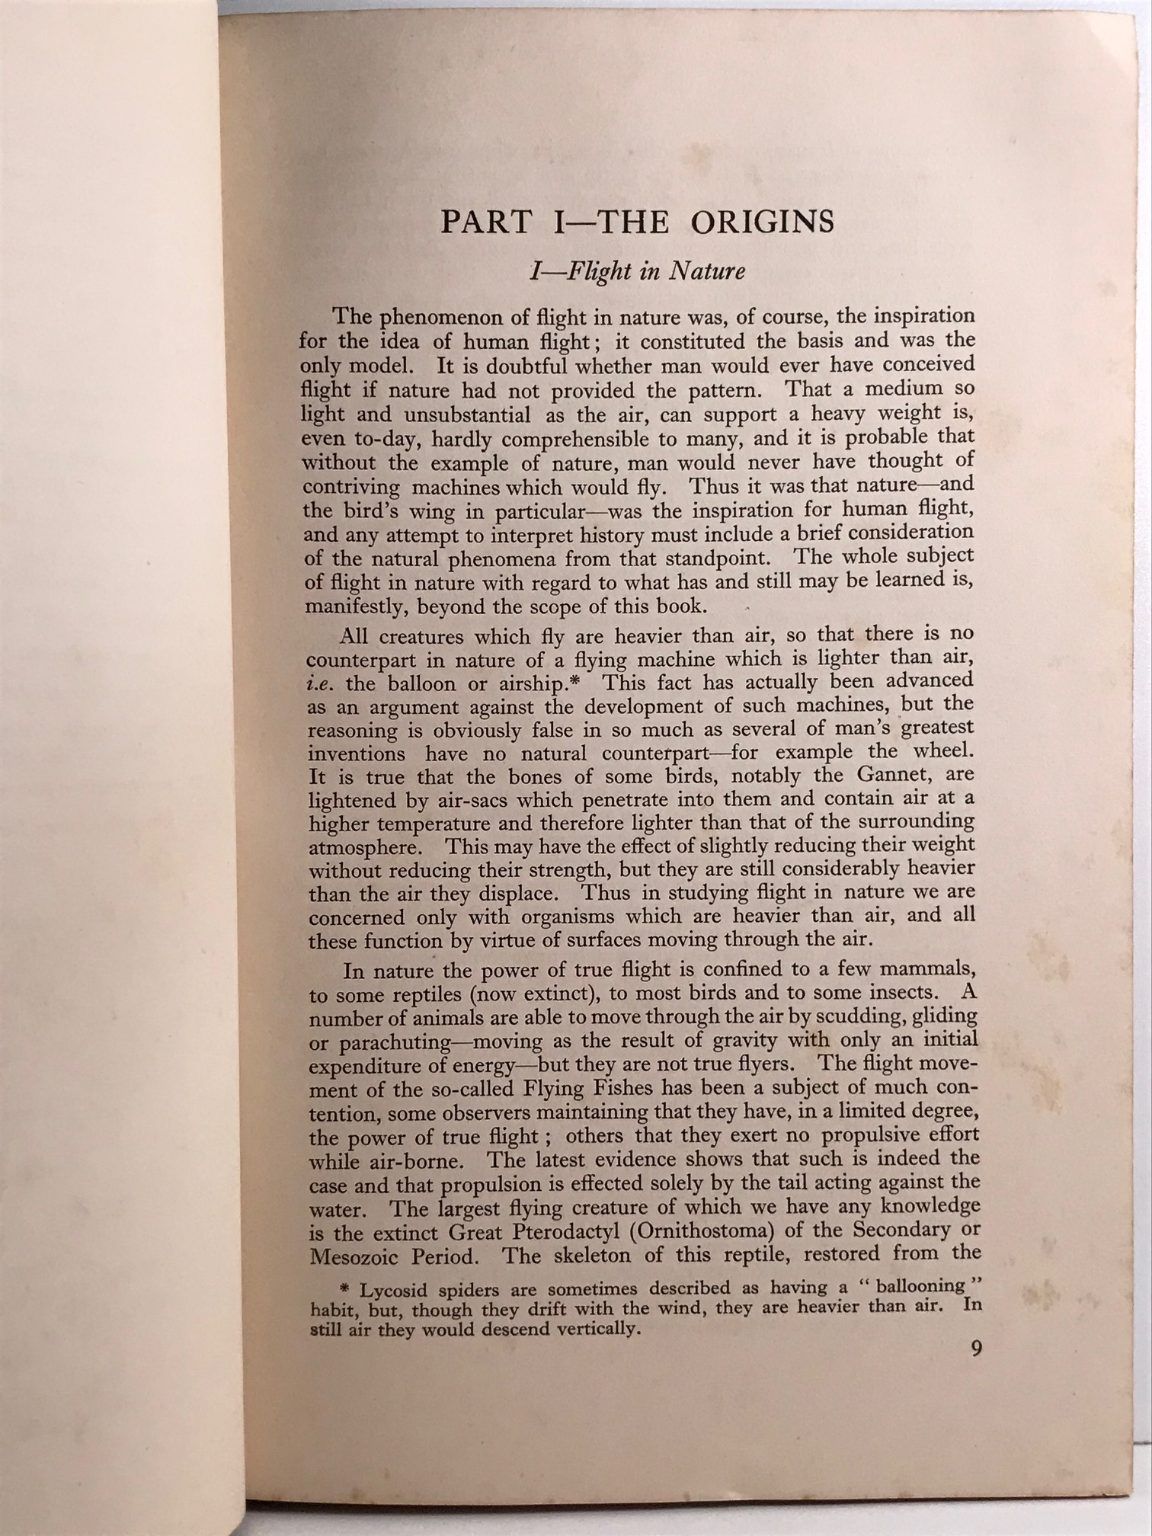 PART I—THE ORIGINS
I—Flight in Nature
The phenomenon of flight in nature was, of course, the inspiration
for the idea of human flight; it constituted the basis and was the
only model. It is doubtful whether man would ever have conceived
flight if nature had not provided the pattern. That a medium so
light and unsubstantial as the air, can support a heavy weight is,
even to-day, hardly comprehensible to many, and it is probable that
without the example of nature, man would never have thought of
contriving machines which would fly. Thus it was that nature—and
the bird's wing in particular—was the inspiration for human flight,
and any attempt to interpret history must include a brief consideration
of the natural phenomena from that standpoint. The whole subject
of flight in nature with regard to what has and still may be learned is,
manifestly, beyond the scope of this book.
All creatures which fly are heavier than air, so that there is no
counterpart in nature of a flying machine which is lighter than air,
i.e. the balloon or airship.* This fact has actually been advanced
as an argument against the development of such machines, but the
reasoning is obviously false in so much as several of man's greatest
inventions have no natural counterpart—for example the wheel.
It is true that the bones of some birds, notably the Gannet, are
lightened by air-sacs which penetrate into them and contain air at a
higher temperature and therefore lighter than that of the surrounding
atmosphere. This may have the effect of slightly reducing their weight
without reducing their strength, but they are still considerably heavier
than the air they displace. Thus in studying flight in nature we are
concerned only with organisms which are heavier than air, and all
these function by virtue of surfaces moving through the air.
In nature the power of true flight is confined to a few mammals,
to some reptiles (now extinct), to most birds and to some insects. A
number of animals are able to move through the air by scudding, gliding
or parachuting—moving as the result of gravity with only an initial
expenditure of energy—but they are not true flyers. The flight move-
ment of the so-called Flying Fishes has been a subject of much con-
tention, some observers maintaining that they have, in a limited degree,
the power of true flight; others that they exert no propulsive effort
while air-borne. The latest evidence shows that such is indeed the
case and that propulsion is effected solely by the tail acting against the
water. The largest flying creature of which we have any knowledge
is the extinct Great Pterodactyl (Ornithostoma) of the Secondary or
Mesozoic Period. The skeleton of this reptile, restored from the
* Lycosid spiders are sometimes described as having a "ballooning"
habit, but, though they drift with the wind, they are heavier than air. In
still air they would descend vertically.
9